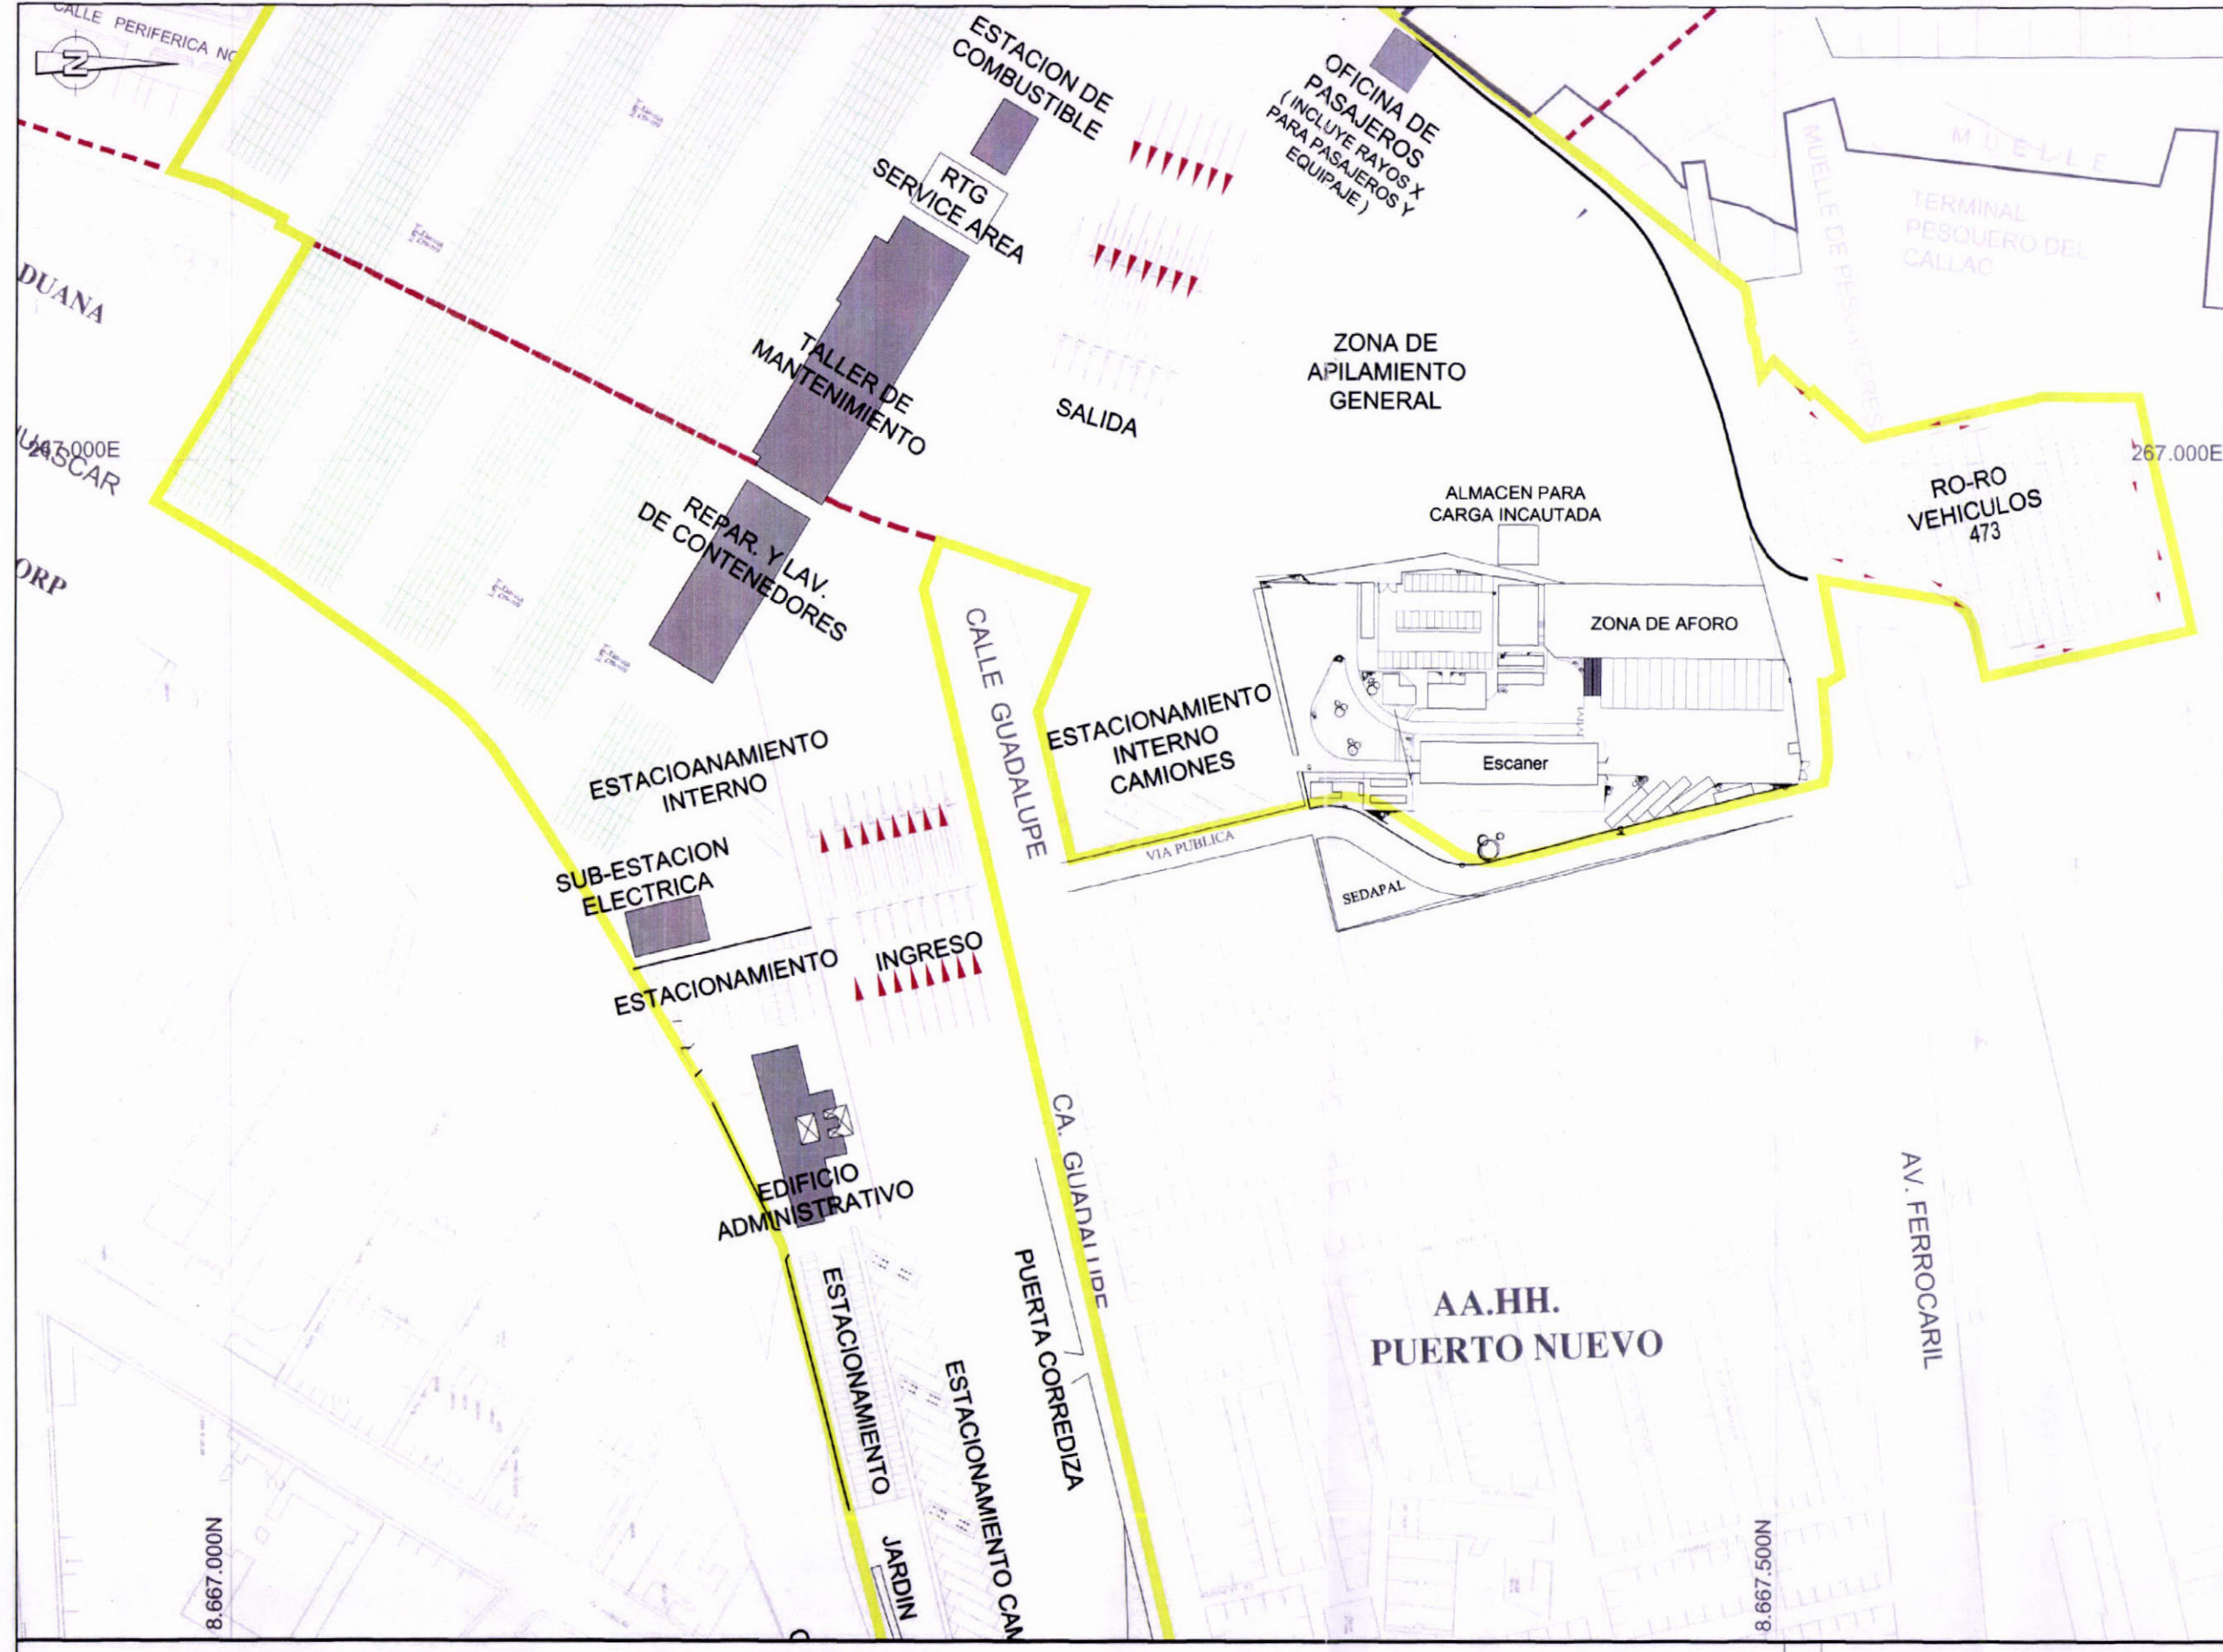 CALLE PERIFERICA NO
N
ESTACION DE
COMBUSTIBLE
RTG
SERVICE AREA
OFICINA DE
PASAJEROS
( INCLUYE RAYOS X
PARA PASAJEROS Y
EQUIPAJE )
MUELLE
MUELLE DE PESCADORES
TERMINAL
PESQUERO DEL
CALLAO
DUANA
TALLER DE
MANTENIMIENTO
SALIDA
ZONA DE
APILAMIENTO
GENERAL
267.000E
UASCAR
267.000E
RO-RO
VEHICULOS
473
ALMACEN PARA
CARGA INCAUTADA
REPAR. Y LAV.
DE CONTENEDORES
ORP
ZONA DE AFORO
CALLE GUADALUPE
ESTACIONAMIENTO
INTERNO
CAMIONES
Escaner
ESTACIOANAMIENTO
INTERNO
VIA PUBLICA
SEDAPAL
SUB-ESTACION
ELECTRICA
INGRESO
ESTACIONAMIENTO
EDIFICIO
ADMINISTRATIVO
CA. GUADALUPE
PUERTA CORREDIZA
ESTACIONAMIENTO
ESTACIONAMIENTO CAM
JARDIN
AA.HH.
PUERTO NUEVO
AV. FERROCARIL
8.667.000N
8.667.500N